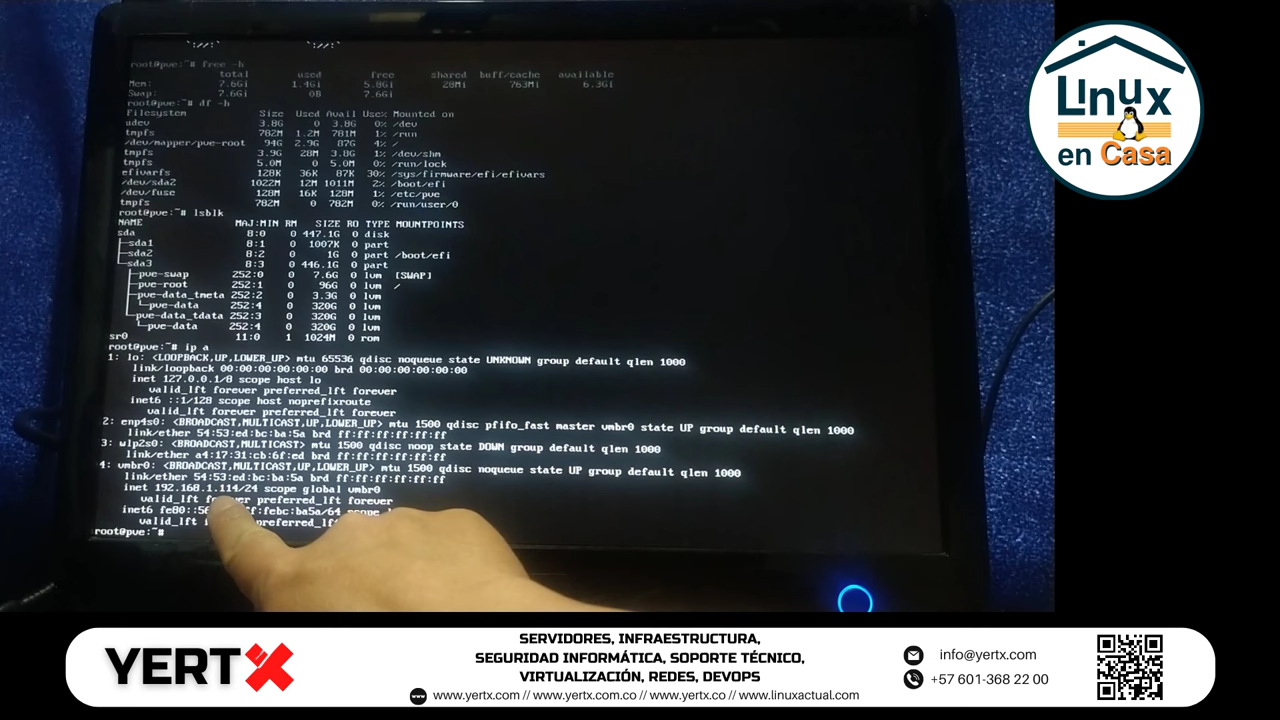 root@pve:~# free -h
total used free shared buff/cache available
Mem: 7.6Gi 1.4Gi 5.8Gi 28Mi 763Mi 6.3Gi
Swap: 7.6Gi 0B 7.6Gi
root@pve:~# df -h
Filesystem Size Used Avail Use% Mounted on
udev 3.8G 0 3.8G 0% /dev
tmpfs 782M 1.2M 781M 1% /run
/dev/mapper/pve-root 94G 2.9G 87G 4% /
tmpfs 3.9G 28M 3.8G 1% /dev/shm
tmpfs 5.0M 0 5.0M 0% /run/lock
efivarfs 128K 36K 87K 30% /sys/firmware/efi/efivars
/dev/sda2 1022M 12M 1011M 2% /boot/efi
/dev/fuse 128M 16K 128M 1% /etc/pve
tmpfs 782M 0 782M 0% /run/user/0
root@pve:~# lsblk
NAME MAJ:MIN RM SIZE RO TYPE MOUNTPOINTS
sda 8:0 0 447.1G 0 disk
├─sda1 8:1 0 1007K 0 part
├─sda2 8:2 0 1G 0 part /boot/efi
└─sda3 8:3 0 446.1G 0 part
├─pve-swap 252:0 0 7.6G 0 lvm [SWAP]
├─pve-root 252:1 0 96G 0 lvm /
├─pve-data_tmeta 252:2 0 3.3G 0 lvm
│ └─pve-data 252:4 0 320G 0 lvm
└─pve-data_tdata 252:3 0 320G 0 lvm
└─pve-data 252:4 0 320G 0 lvm
sr0 11:0 1 1024M 0 rom
root@pve:~# ip a
1: lo: <LOOPBACK,UP,LOWER_UP> mtu 65536 qdisc noqueue state UNKNOWN group default qlen 1000
link/loopback 00:00:00:00:00:00 brd 00:00:00:00:00:00
inet 127.0.0.1/8 scope host lo
valid_lft forever preferred_lft forever
inet6 ::1/128 scope host noprefixroute
valid_lft forever preferred_lft forever
2: enp4s0: <BROADCAST,MULTICAST,UP,LOWER_UP> mtu 1500 qdisc pfifo_fast master vmbr0 state UP group default qlen 1000
link/ether 54:53:ed:bc:ba:5a brd ff:ff:ff:ff:ff:ff
3: wlp2s0: <BROADCAST,MULTICAST> mtu 1500 qdisc noop state DOWN group default qlen 1000
link/ether a4:17:31:cb:6f:ed brd ff:ff:ff:ff:ff:ff
4: vmbr0: <BROADCAST,MULTICAST,UP,LOWER_UP> mtu 1500 qdisc noqueue state UP group default qlen 1000
link/ether 54:53:ed:bc:ba:5a brd ff:ff:ff:ff:ff:ff
inet 192.168.1.114/24 scope global vmbr0
valid_lft forever preferred_lft forever
inet6 ff:febc:ba5a/64 scope
valid_lft
root@pve:~#
Linux
en Casa
YERTX
SERVIDORES, INFRAESTRUCTURA,
SEGURIDAD INFORMÁTICA, SOPORTE TÉCNICO,
VIRTUALIZACIÓN, REDES, DEVOPS
www.yertx.com // www.yertx.com.co // www.yertx.co // www.linuxactual.com
info@yertx.com
+57 601-368 22 00